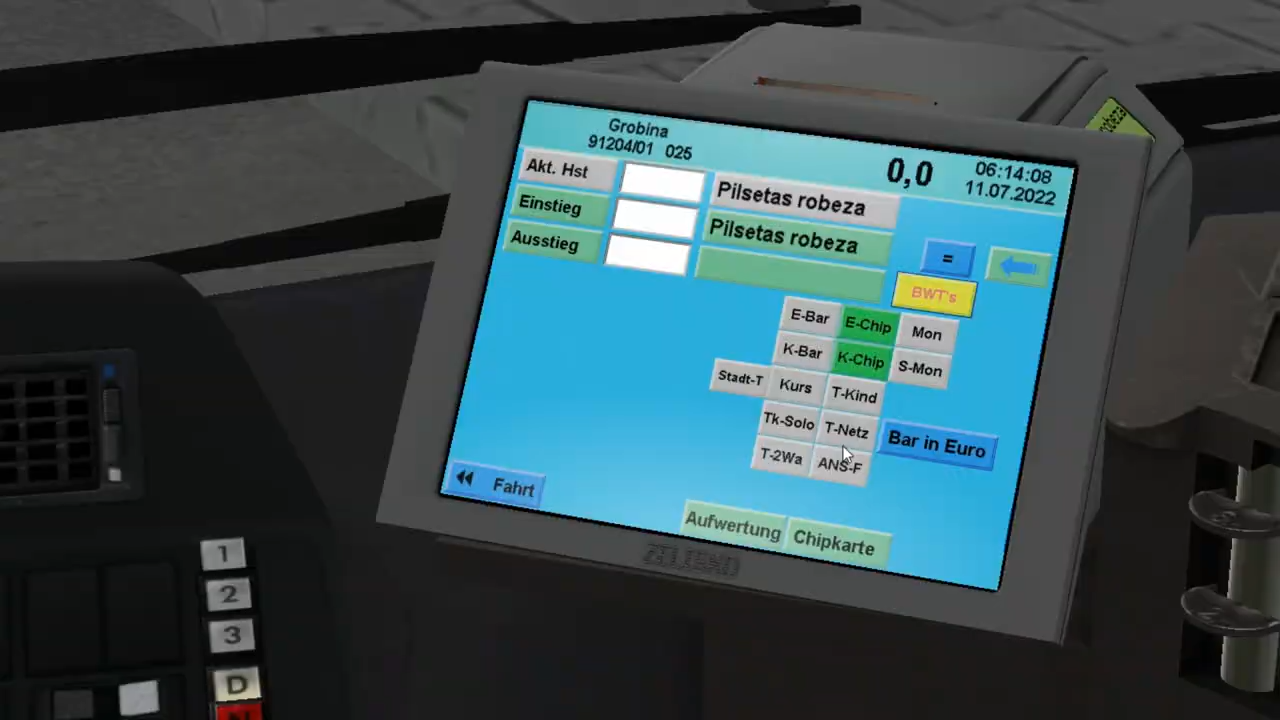 Grobina
91204/01 025
0,0
06:14:08
11.07.2022
Akt. Hst
Pilsetas robeza
Einstieg
Pilsetas robeza
Ausstieg
=
BWT's
E-Bar
E-Chip
Mon
K-Bar
K-Chip
S-Mon
Stadt-T
Kurs
T-Kind
Tk-Solo
T-Netz
Bar in Euro
T-2Wa
ANS-F
Fahrt
Aufwertung
Chipkarte
robeza
1
2
3
D
N